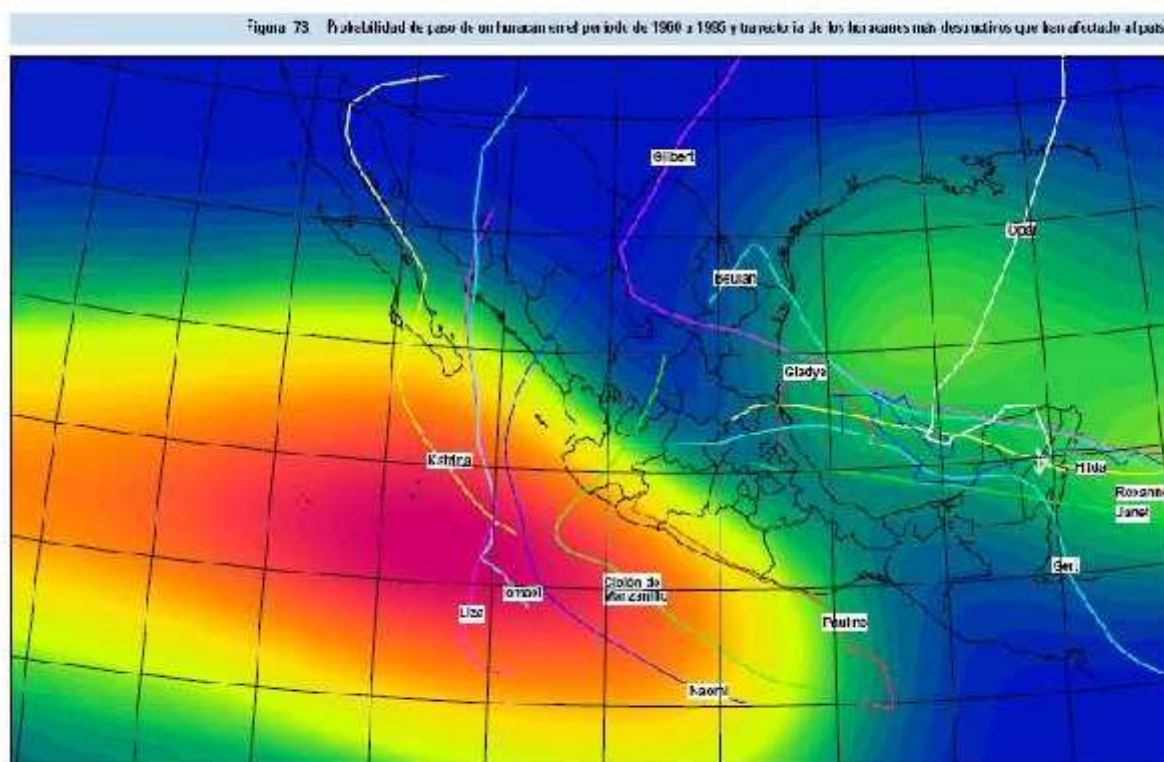 Figura 73. Probabilidad de paso de un huracan en el periodo de 1960 a 1995 y trayectoria de los huracanes más destructivos que han afectado al país
Gilbert
Opal
Beulah
Gladys
Katrina
Hilda
Roxanne
Janet
Gert
Ismael
Ciclón de
Manzanillo
Liza
Paulina
Naomi